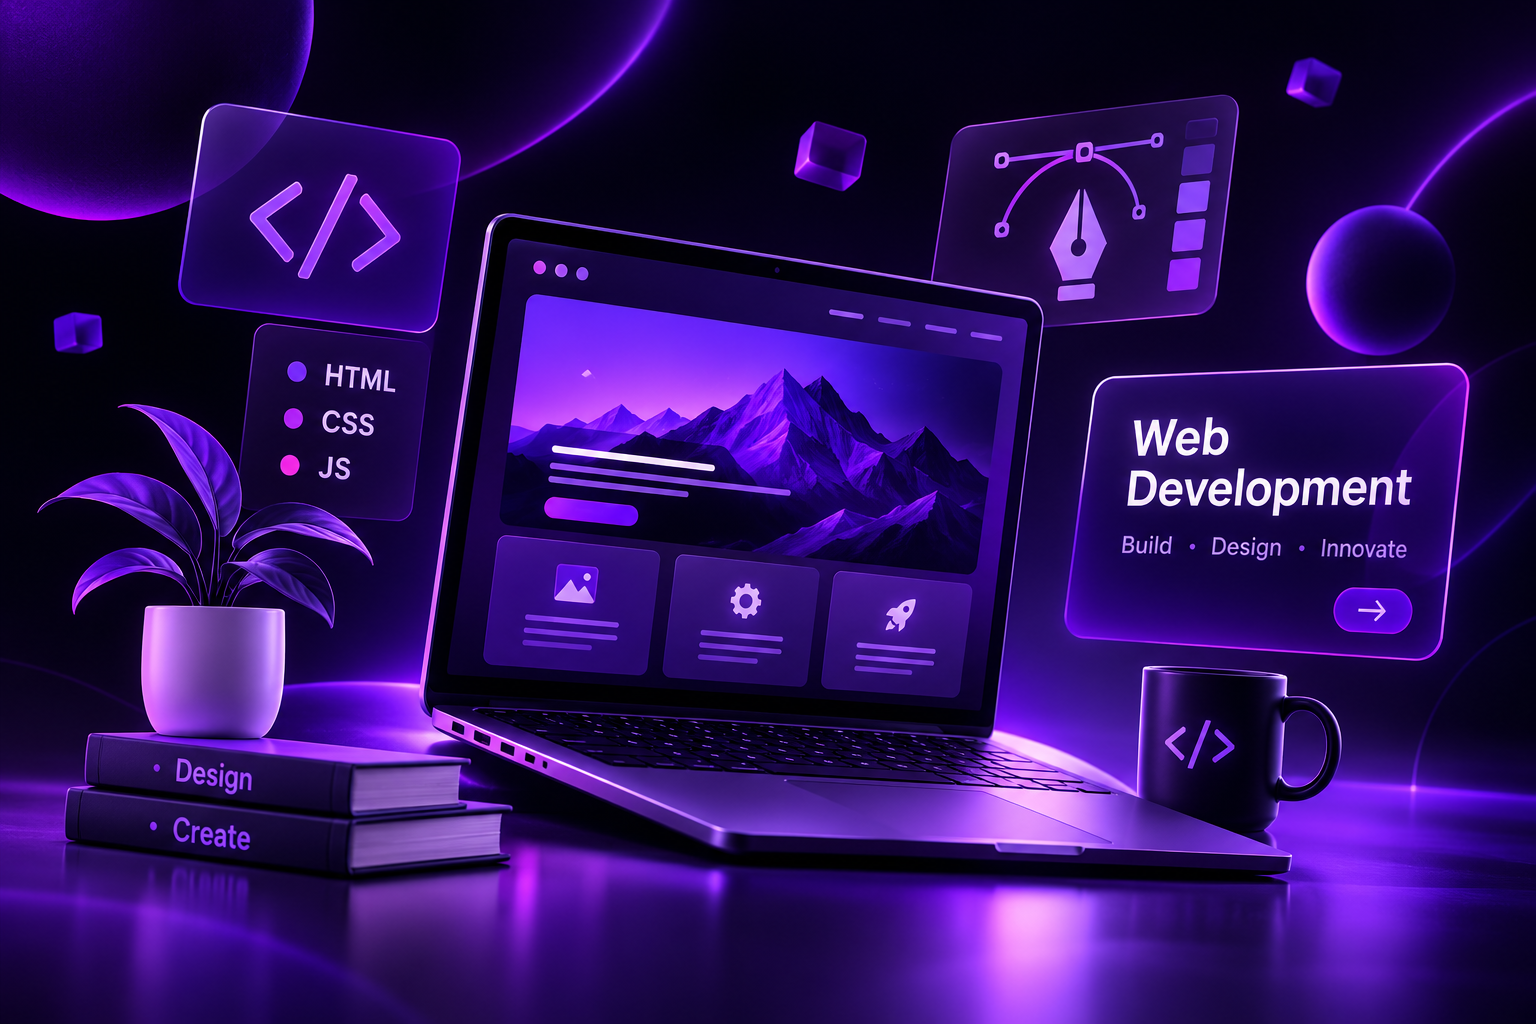 </>
HTML
CSS
JS
Web
Development
Build • Design • Innovate
</>
• Design
• Create